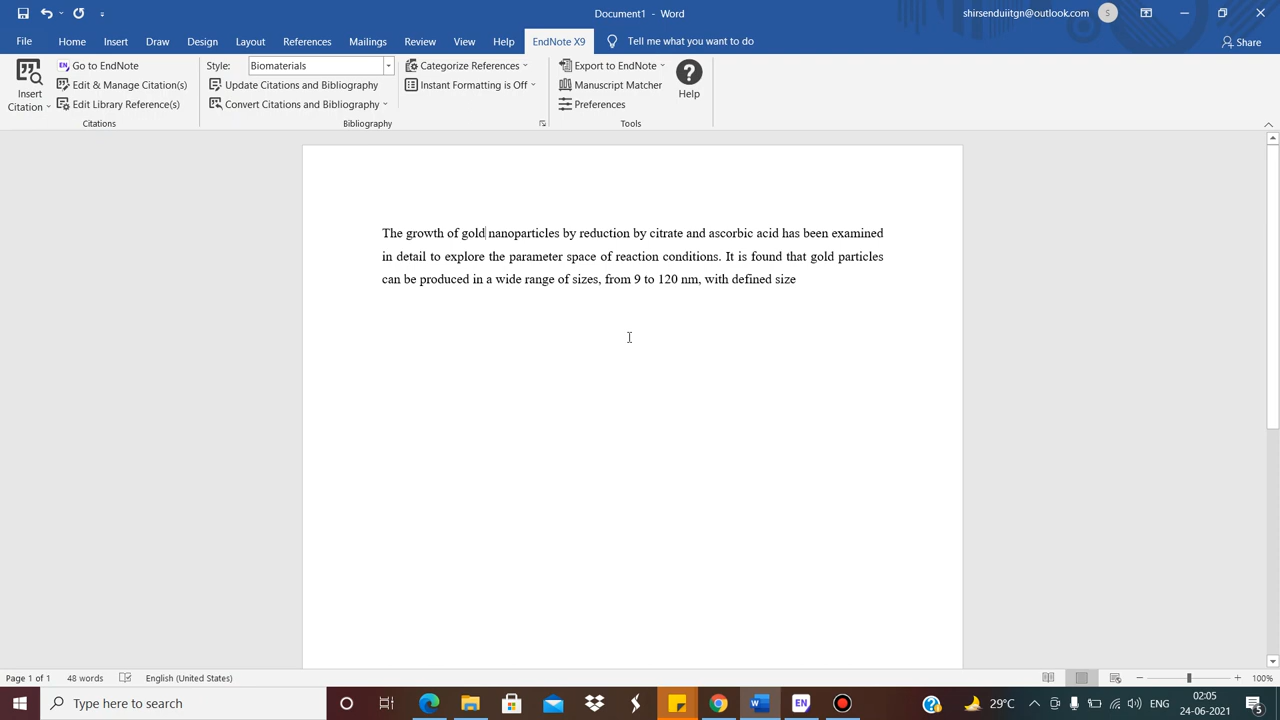 Document1 - Word
shirsenduiitgn@outlook.com
S
File
Home
Insert
Draw
Design
Layout
References
Mailings
Review
View
Help
EndNote X9
Tell me what you want to do
Share
Insert
Citation
EN
Go to EndNote
Edit & Manage Citation(s)
Edit Library Reference(s)
Citations
Style:
Biomaterials
Update Citations and Bibliography
Convert Citations and Bibliography
Categorize References
Instant Formatting is Off
Bibliography
Export to EndNote
Manuscript Matcher
Preferences
Tools
Help
The growth of gold nanoparticles by reduction by citrate and ascorbic acid has been examined
in detail to explore the parameter space of reaction conditions. It is found that gold particles
can be produced in a wide range of sizes, from 9 to 120 nm, with defined size
Page 1 of 1
48 words
English (United States)
100%
Type here to search
EN
29°C
02:05
24-06-2021
5